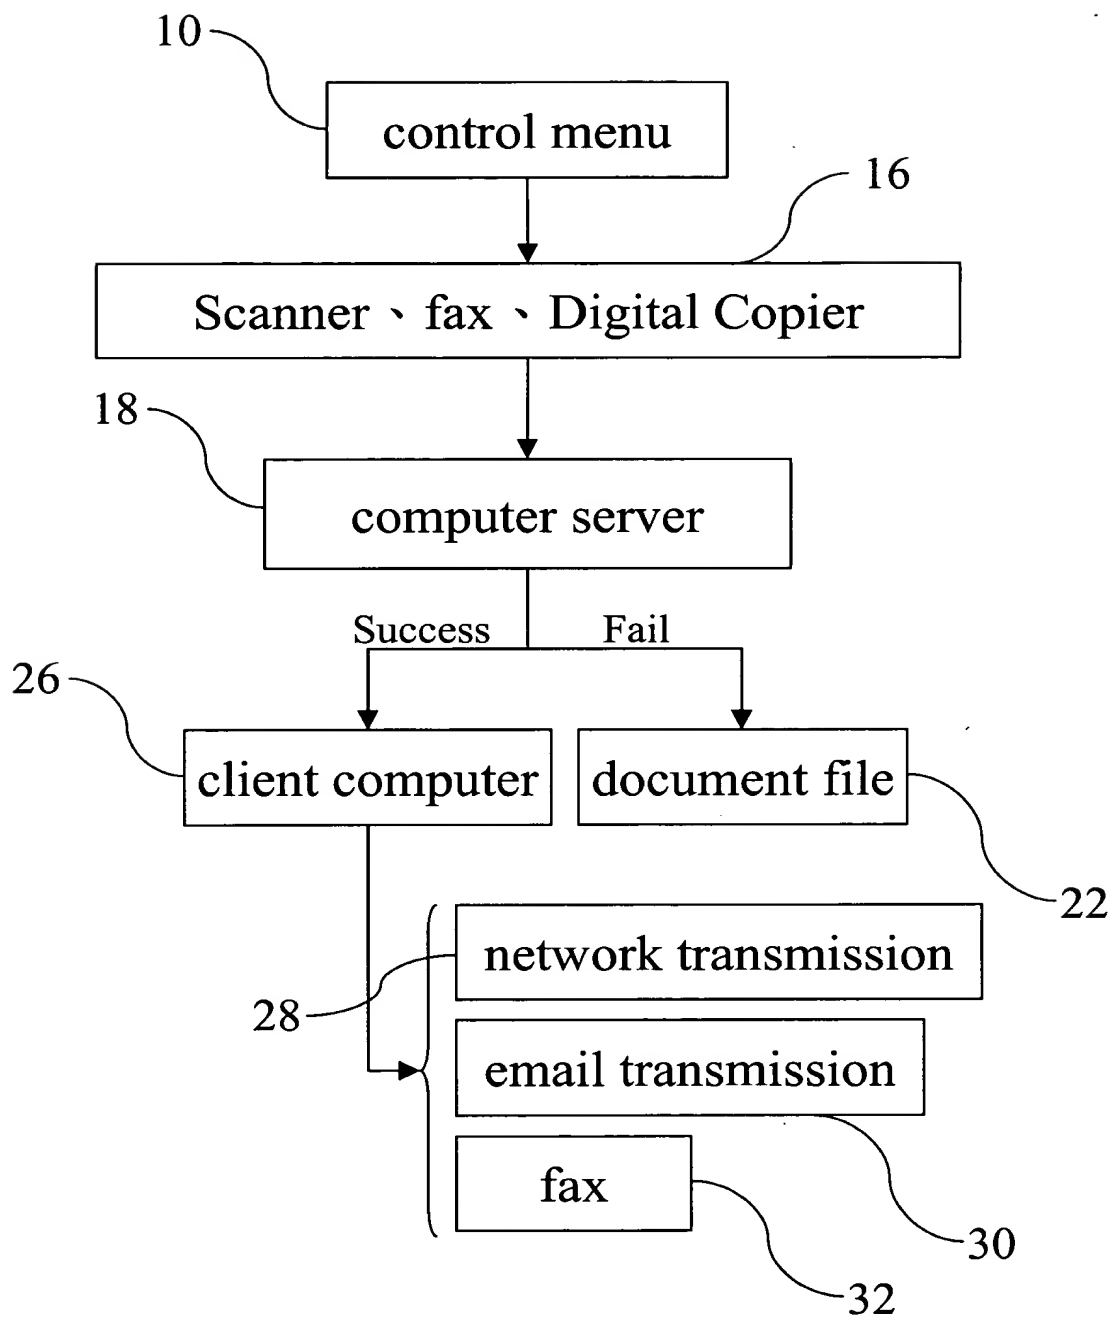 10
control menu
16
Scanner、fax、Digital Copier
18
computer server
Success Fail
26
client computer document file
22
network transmission
28
email transmission
fax
30
32